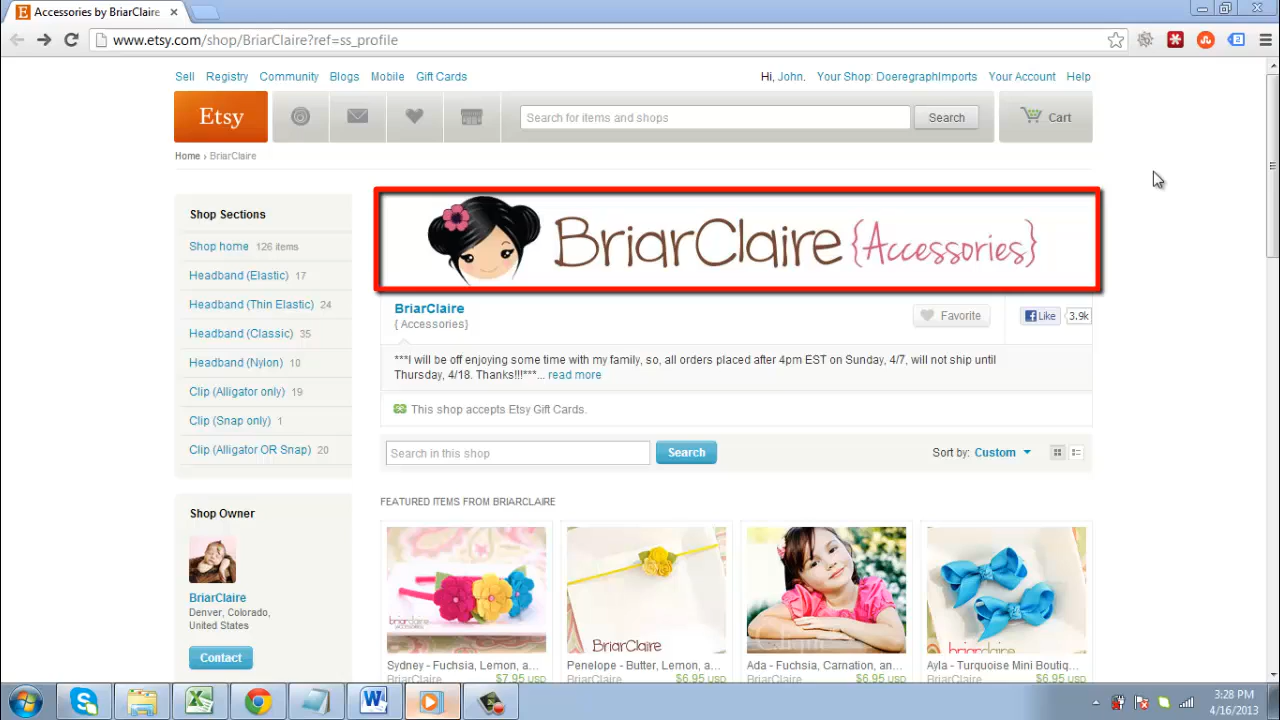 Accessories by BriarClaire
www.etsy.com/shop/BriarClaire?ref=ss_profile
2
Sell Registry Community Blogs Mobile Gift Cards
Hi, John. Your Shop: DoeregraphImports Your Account Help
Etsy
Search for items and shops
Search
Cart
Home › BriarClaire
Shop Sections
Shop home 126 items
Headband (Elastic) 17
Headband (Thin Elastic) 24
Headband (Classic) 35
Headband (Nylon) 10
Clip (Alligator only) 19
Clip (Snap only) 1
Clip (Alligator OR Snap) 20
Shop Owner
BriarClaire
Denver, Colorado,
United States
Contact
BriarClaire {Accessories}
BriarClaire
{ Accessories}
Favorite
Like 3.9k
***I will be off enjoying some time with my family, so, all orders placed after 4pm EST on Sunday, 4/7, will not ship until
Thursday, 4/18. Thanks!!!***... read more
This shop accepts Etsy Gift Cards.
Search in this shop
Search
Sort by: Custom
FEATURED ITEMS FROM BRIARCLAIRE
briarclaire
BriarClaire
Sydney - Fuchsia, Lemon, a...
BriarClaire $7.95 USD
Penelope - Butter, Lemon, ...
BriarClaire $6.95 USD
Ada - Fuchsia, Carnation, an...
BriarClaire $6.95 USD
Ayla - Turquoise Mini Boutiq...
BriarClaire $6.95 USD
3:28 PM
4/16/2013